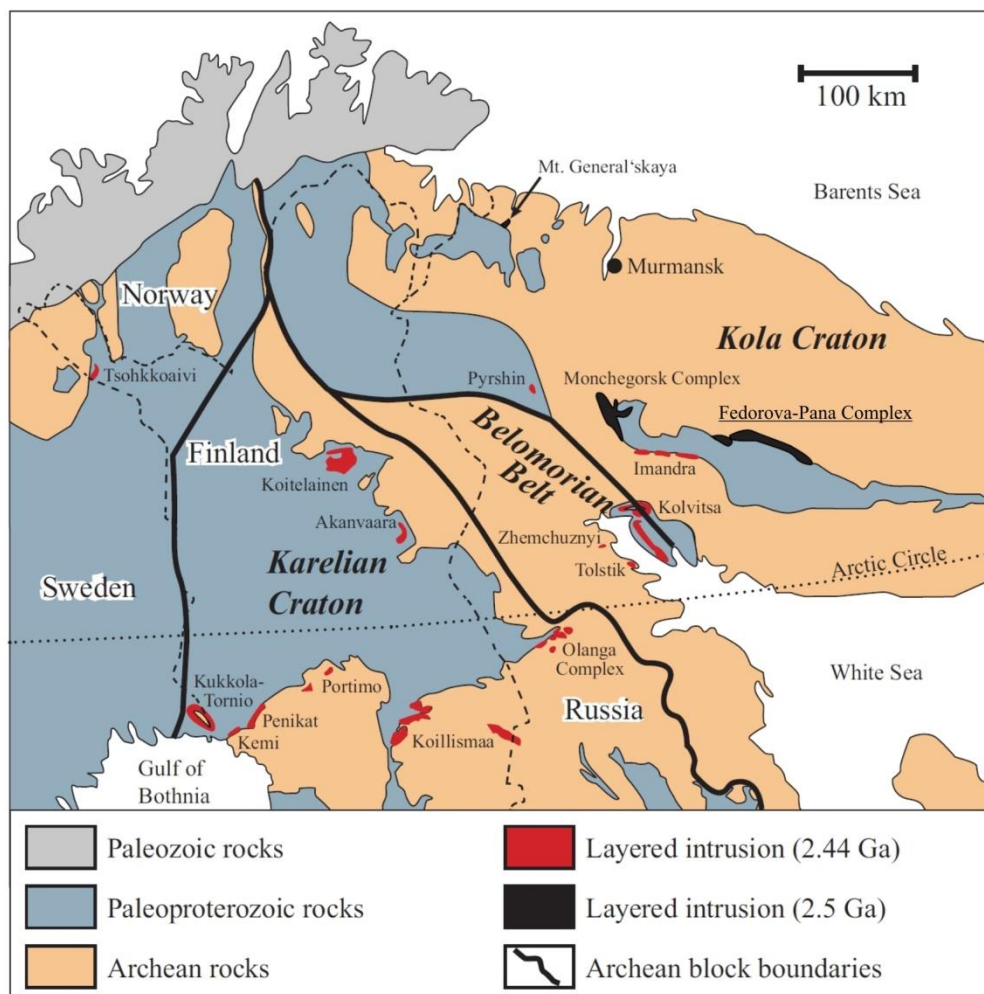 100 km
Mt. General'skaya
Barents Sea
Murmansk
Norway
Kola Craton
Tsohkkoaivi
Pyrshin
Monchegorsk Complex
Fedorova-Pana Complex
Belomorian
Belt
Finland
Koitelainen
Imandra
Kolvitsa
Akanvaara
Zhemchuznyi
Karelian
Craton
Tolstik
Arctic Circle
Sweden
Olanga
Complex
White Sea
Kukkola-
Tornio
Portimo
Penikat
Russia
Kemi
Koillismaa
Gulf of
Bothnia
Paleozoic rocks
Layered intrusion (2.44 Ga)
Paleoproterozoic rocks
Layered intrusion (2.5 Ga)
Archean rocks
Archean block boundaries